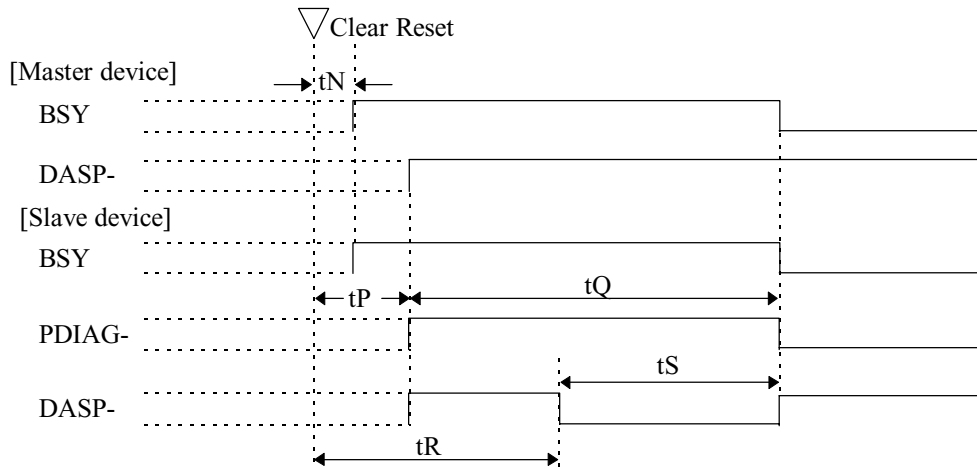 Clear Reset
[Master device]
tN
BSY
DASP-
[Slave device]
BSY
tP
tQ
PDIAG-
tS
DASP-
tR